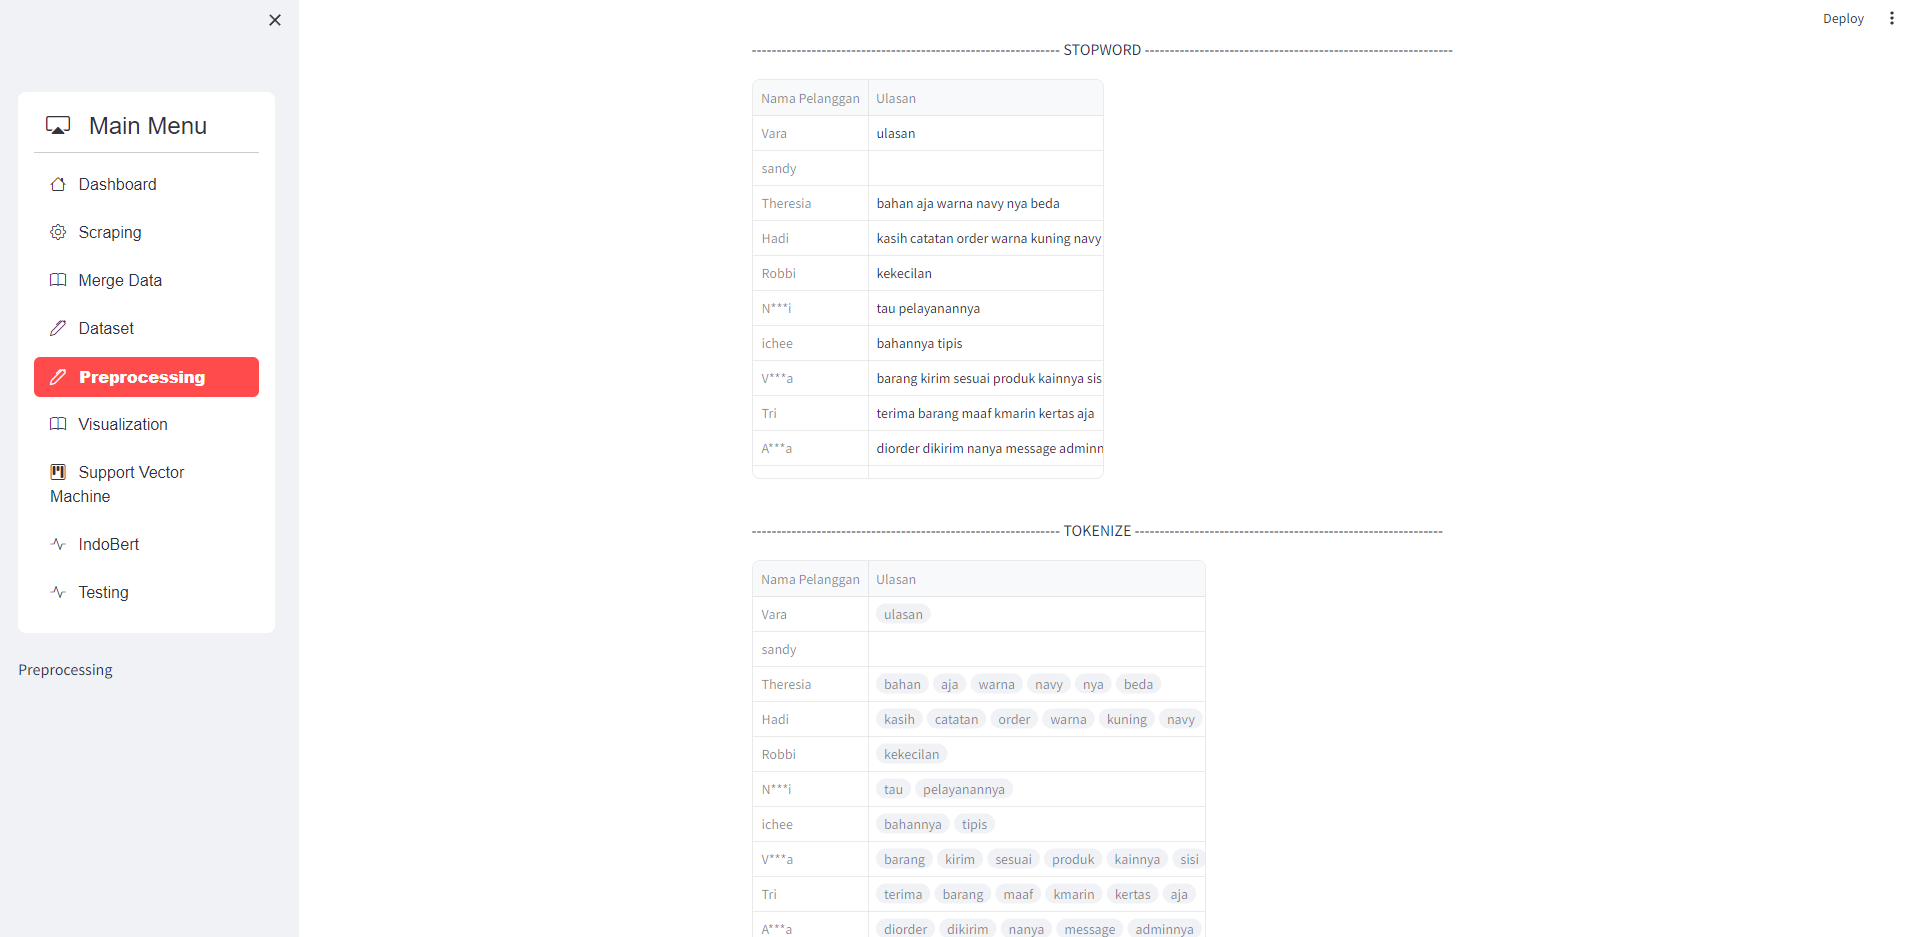 Deploy
Main Menu
Dashboard
Scraping
Merge Data
Dataset
Preprocessing
Visualization
Support Vector
Machine
IndoBert
Testing
Preprocessing
-------------------------------------------------------------- STOPWORD --------------------------------------------------------------
Nama Pelanggan Ulasan
Vara ulasan
sandy
Theresia bahan aja warna navy nya beda
Hadi kasih catatan order warna kuning navy
Robbi kekecilan
N***i tau pelayanannya
ichee bahannya tipis
V***a barang kirim sesuai produk kainnya sis
Tri terima barang maaf kmarin kertas aja
A***a diorder dikirim nanya message adminn
-------------------------------------------------------------- TOKENIZE --------------------------------------------------------------
Nama Pelanggan Ulasan
Vara ulasan
sandy
Theresia bahan aja warna navy nya beda
Hadi kasih catatan order warna kuning navy
Robbi kekecilan
N***i tau pelayanannya
ichee bahannya tipis
V***a barang kirim sesuai produk kainnya sisi
Tri terima barang maaf kmarin kertas aja
A***a diorder dikirim nanya message adminnya